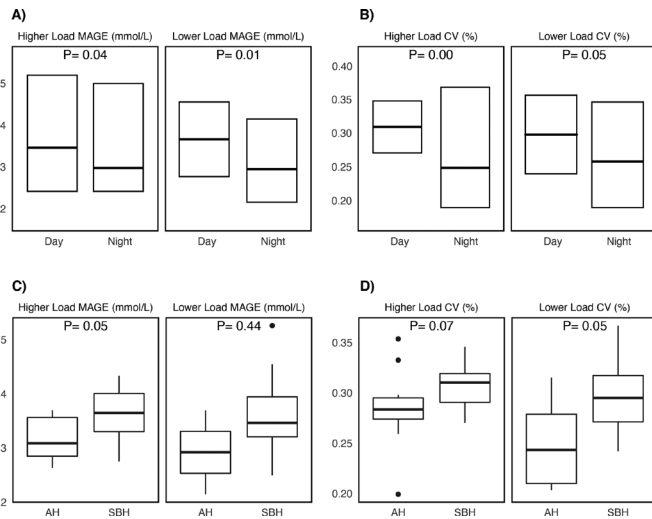 A)
Higher Load MAGE (mmol/L)
Lower Load MAGE (mmol/L)
P= 0.04
P= 0.01
5
4
3
2
Day
Night
Day
Night
B)
Higher Load CV (%)
Lower Load CV (%)
P= 0.00
P= 0.05
0.40
0.35
0.30
0.25
0.20
Day
Night
Day
Night
C)
Higher Load MAGE (mmol/L)
Lower Load MAGE (mmol/L)
P= 0.05
P= 0.44
5
4
3
2
AH
SBH
AH
SBH
D)
Higher Load CV (%)
Lower Load CV (%)
P= 0.07
P= 0.05
0.35
0.30
0.25
0.20
AH
SBH
AH
SBH